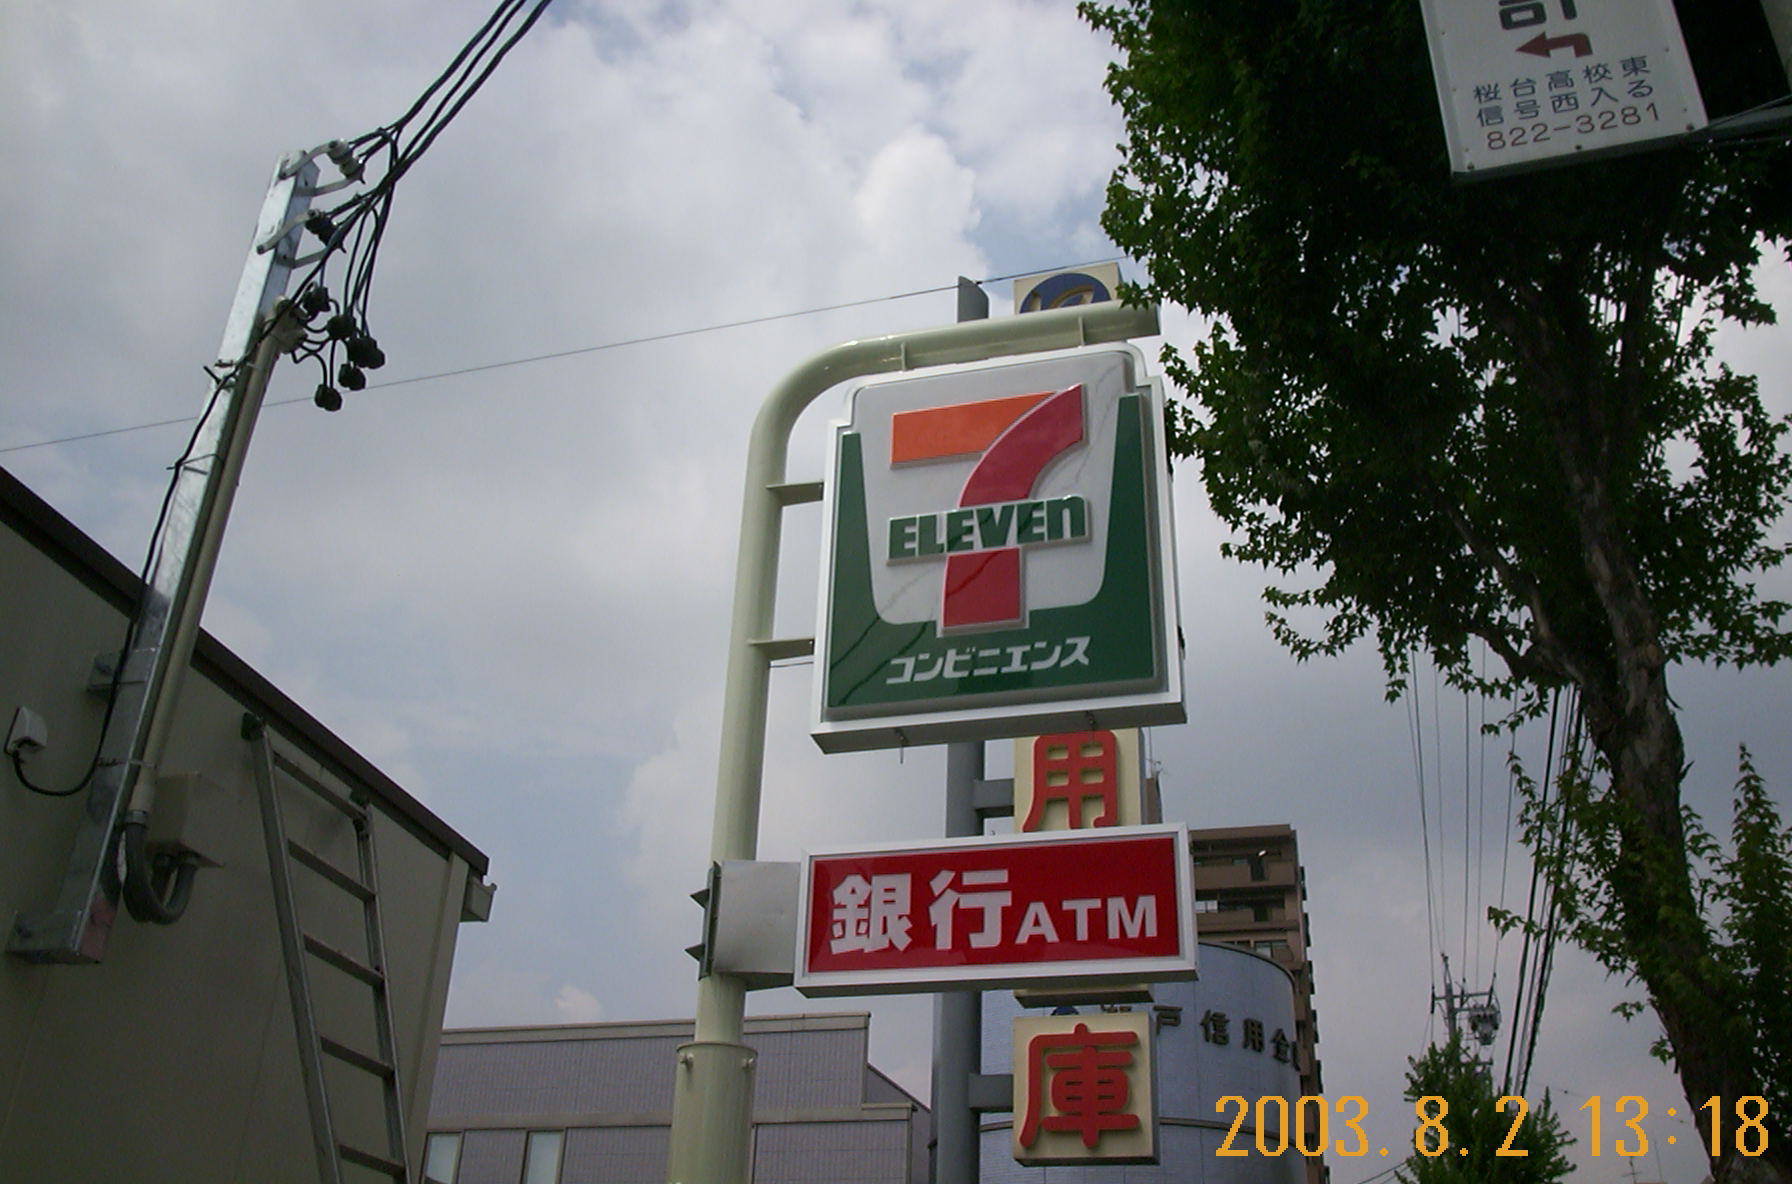 桜台高校東
信号西入る
822-3281
7
ELEVEn
コンビニエンス
用
銀行ATM
戸信用金
庫
2003. 8. 2 13:18